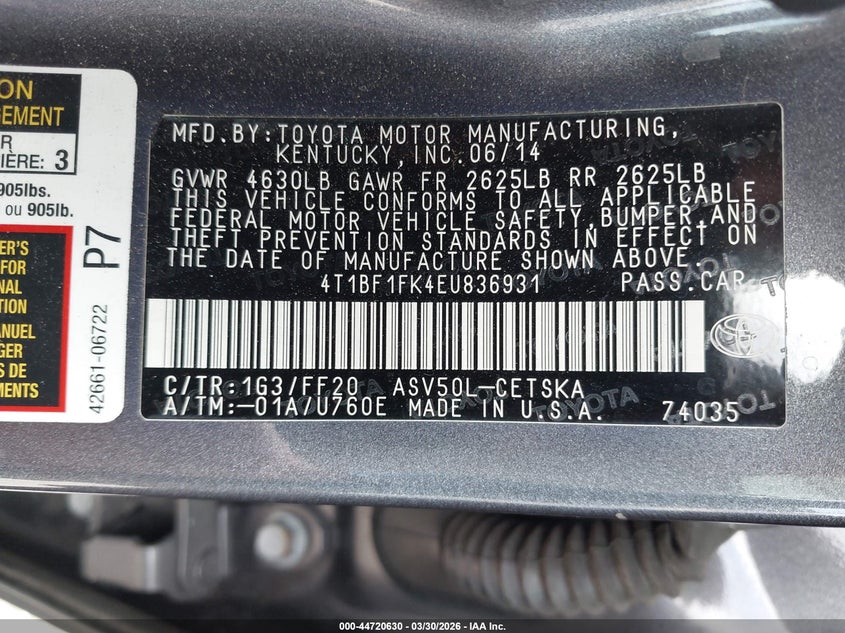 ON
GEMENT
R
IÈRE: 3
905lbs.
ou 905lb.
ER'S
FOR
NAL
ION
ANUEL
GER
S DE
EMENTS
P7
42661-06722
MFD.BY:TOYOTA MOTOR MANUFACTURING,
KENTUCKY,INC.06/14
GVWR 4630LB GAWR FR 2625LB RR 2625LB
THIS VEHICLE CONFORMS TO ALL APPLICABLE
FEDERAL MOTOR VEHICLE SAFETY,BUMPER,AND
THEFT PREVENTION STANDARDS IN EFFECT ON
THE DATE OF MANUFACTURE SHOWN ABOVE.
4T1BF1FK4EU836931 PASS.CAR
C/TR:1G3/FF20 ASV50L-CETSKA
A/TM:-01A/U760E MADE IN U.S.A. 74035
TOYOTA
000-44720630 - 03/30/2026 - IAA Inc.